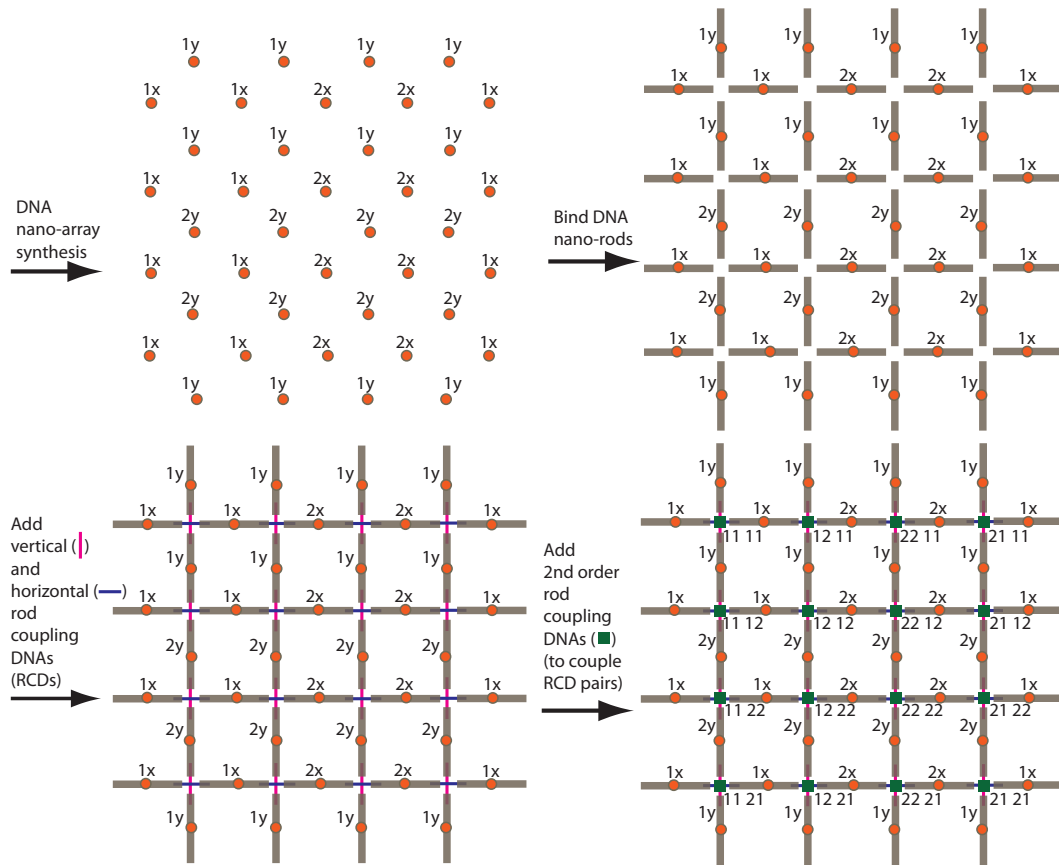 1y 1y 1y 1y
1x 1x 2x 2x 1x
1y 1y 1y 1y
1x 1x 2x 2x 1x
2y 2y 2y 2y
1x 1x 2x 2x 1x
2y 2y 2y 2y
1x 1x 2x 2x 1x
1y 1y 1y 1y
DNA
nano-array
synthesis
1y 1y 1y 1y
1x 1x 2x 2x 1x
1y 1y 1y 1y
1x 1x 2x 2x 1x
2y 2y 2y 2y
1x 1x 2x 2x 1x
2y 2y 2y 2y
1x 1x 2x 2x 1x
1y 1y 1y 1y
Bind DNA
nano-rods
1y 1y 1y 1y
1x 1x 2x 2x 1x
1y 1y 1y 1y
1x 1x 2x 2x 1x
2y 2y 2y 2y
1x 1x 2x 2x 1x
2y 2y 2y 2y
1x 1x 2x 2x 1x
1y 1y 1y 1y
Add
vertical ( )
and
horizontal ( )
rod
coupling
DNAs
(RCDs)
1y 1y 1y 1y
1x 1x 2x 2x 1x
11 11 12 11 22 11 21 11
1y 1y 1y 1y
1x 1x 2x 2x 1x
11 12 12 12 22 12 21 12
2y 2y 2y 2y
1x 1x 2x 2x 1x
11 22 12 22 22 22 21 22
2y 2y 2y 2y
1x 1x 2x 2x 1x
11 21 12 21 22 21 21 21
1y 1y 1y 1y
Add
2nd order
rod
coupling
DNAs ( )
(to couple
RCD pairs)